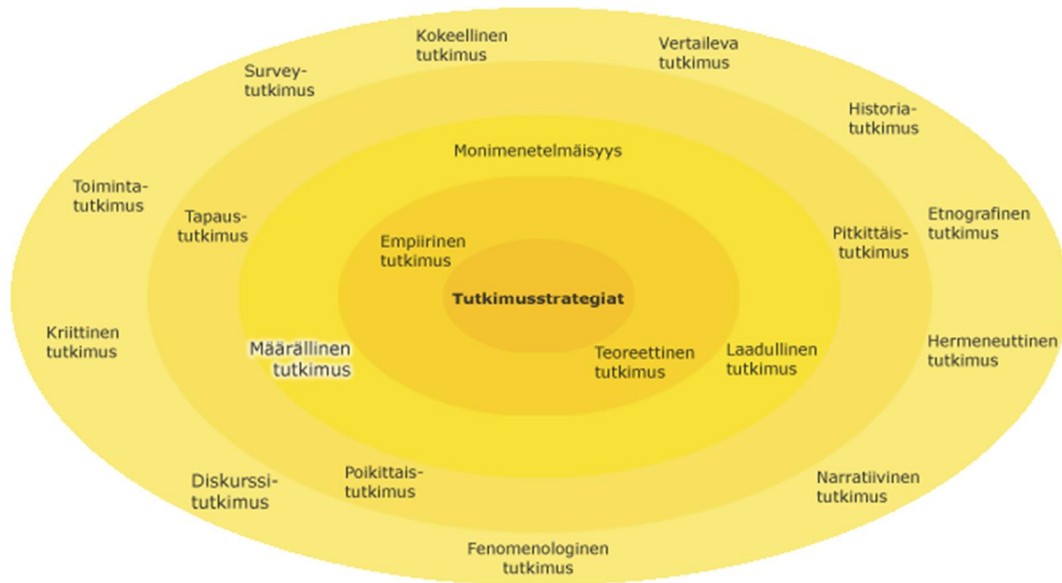 Kokeellinen
tutkimus
Vertaileva
tutkimus
Survey-
tutkimus
Historia-
tutkimus
Monimenetelmäisyys
Toiminta-
tutkimus
Tapaus-
tutkimus
Etnografinen
tutkimus
Pitkittäis-
tutkimus
Empiirinen
tutkimus
Tutkimusstrategiat
Kriittinen
tutkimus
Määrällinen
tutkimus
Teoreettinen
tutkimus
Laadullinen
tutkimus
Hermeneuttinen
tutkimus
Diskurssi-
tutkimus
Poikittais-
tutkimus
Narratiivinen
tutkimus
Fenomenologinen
tutkimus